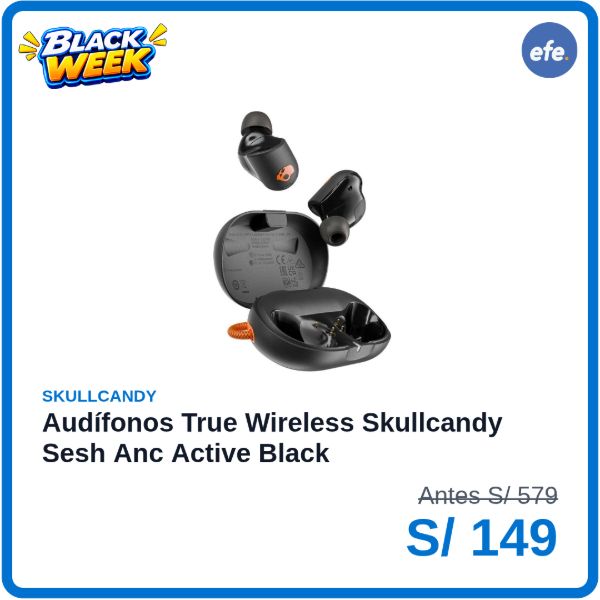 BLACK
WEEK
efe.
SKULLCANDY
Audífonos True Wireless Skullcandy
Sesh Anc Active Black
Antes S/ 579
S/ 149